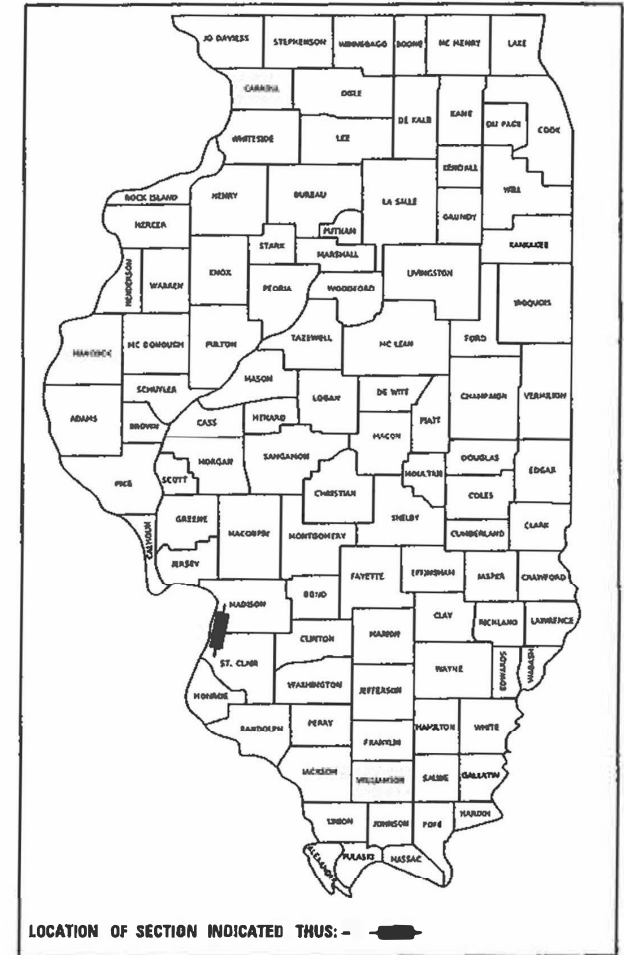 JO DAVIESS STEPHENSON WINNEBAGO BOONE MC HENRY LAKE
CARROLL OGLE DE KALB KANE DU PAGE COOK
WHITESIDE LEE
KENDALL WILL
ROCK ISLAND HENRY BUREAU LA SALLE GRUNDY
MERCER PUTNAM
STARK MARSHALL KANKAKEE
HENDERSON WARREN KNOX PEORIA WOODFORD LIVINGSTON IROQUOIS
HANCOCK MC DONOUGH FULTON TAZEWELL MC LEAN FORD
MASON
SCHUYLER LOGAN DE WITT CHAMPAIGN VERMILION
ADAMS BROWN CASS MENARD PIATT
MACON
PIKE SCOTT MORGAN SANGAMON MOULTRIE DOUGLAS EDGAR
CHRISTIAN COLES
CALHOUN GREENE MACOUPIN MONTGOMERY SHELBY CUMBERLAND CLARK
JERSEY FAYETTE EFFINGHAM JASPER CRAWFORD
MADISON BOND
CLAY RICHLAND LAWRENCE
CLINTON MARION
ST. CLAIR WAYNE EDWARDS WABASH
WASHINGTON JEFFERSON
MONROE
RANDOLPH PERRY HAMILTON WHITE
FRANKLIN
JACKSON WILLIAMSON SALINE GALLATIN
UNION JOHNSON POPE HARDIN
ALEXANDER PULASKI MASSAC
LOCATION OF SECTION INDICATED THUS: -